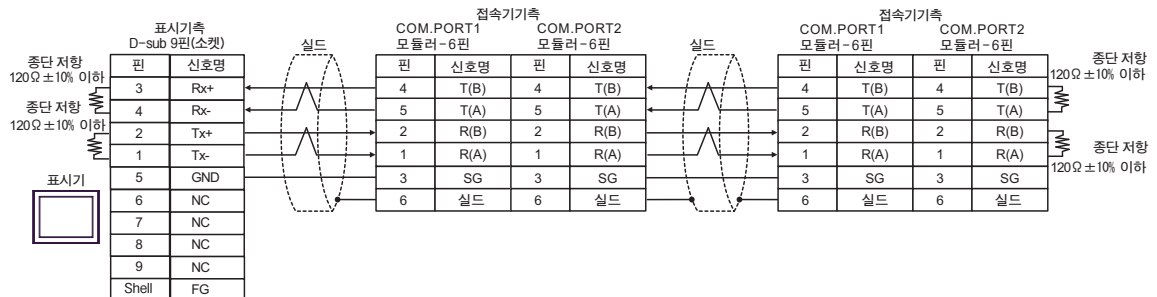 접속기기측
접속기기측
표시기측
D-sub 9핀(소켓)
실드
COM.PORT1
모듈러-6핀
COM.PORT2
모듈러-6핀
실드
COM.PORT1
모듈러-6핀
COM.PORT2
모듈러-6핀
종단 저항
120Ω±10% 이하
종단 저항
120Ω±10% 이하
표시기
핀 신호명
3 Rx+
4 Rx-
2 Tx+
1 Tx-
5 GND
6 NC
7 NC
8 NC
9 NC
Shell FG
핀 신호명 핀 신호명
4 T(B) 4 T(B)
5 T(A) 5 T(A)
2 R(B) 2 R(B)
1 R(A) 1 R(A)
3 SG 3 SG
6 실드 6 실드
핀 신호명 핀 신호명
4 T(B) 4 T(B)
5 T(A) 5 T(A)
2 R(B) 2 R(B)
1 R(A) 1 R(A)
3 SG 3 SG
6 실드 6 실드
종단 저항
120Ω±10% 이하
종단 저항
120Ω±10% 이하